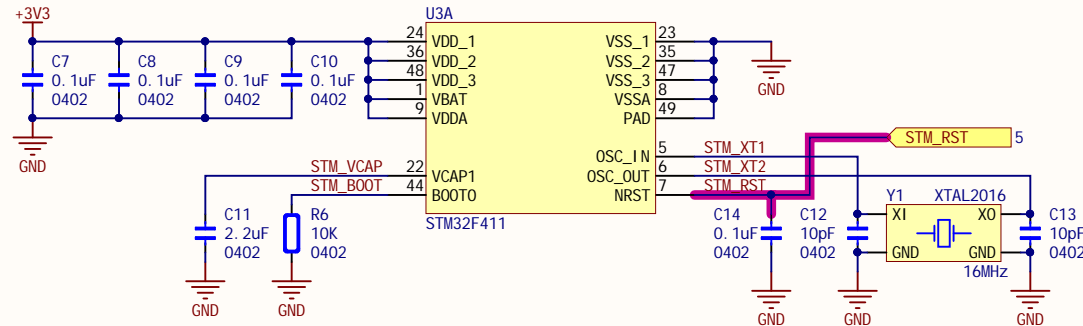 +3V3
U3A
24
VDD_1
VSS_1
23
36
VDD_2
VSS_2
35
48
VDD_3
VSS_3
47
1
VBAT
VSSA
8
9
VDDA
PAD
49
C7
0.1uF
0402
C8
0.1uF
0402
C9
0.1uF
0402
C10
0.1uF
0402
GND
GND
OSC_IN
5
STM_XT1
OSC_OUT
6
STM_XT2
NRST
7
STM_RST
STM_RST
5
STM_VCAP
22
VCAP1
STM_BOOT
44
BOOT0
STM32F411
C11
2.2uF
0402
R6
10K
0402
C14
0.1uF
0402
C12
10pF
0402
Y1
XTAL2016
XI
XO
GND
GND
16MHz
C13
10pF
0402
GND
GND
GND
GND
GND